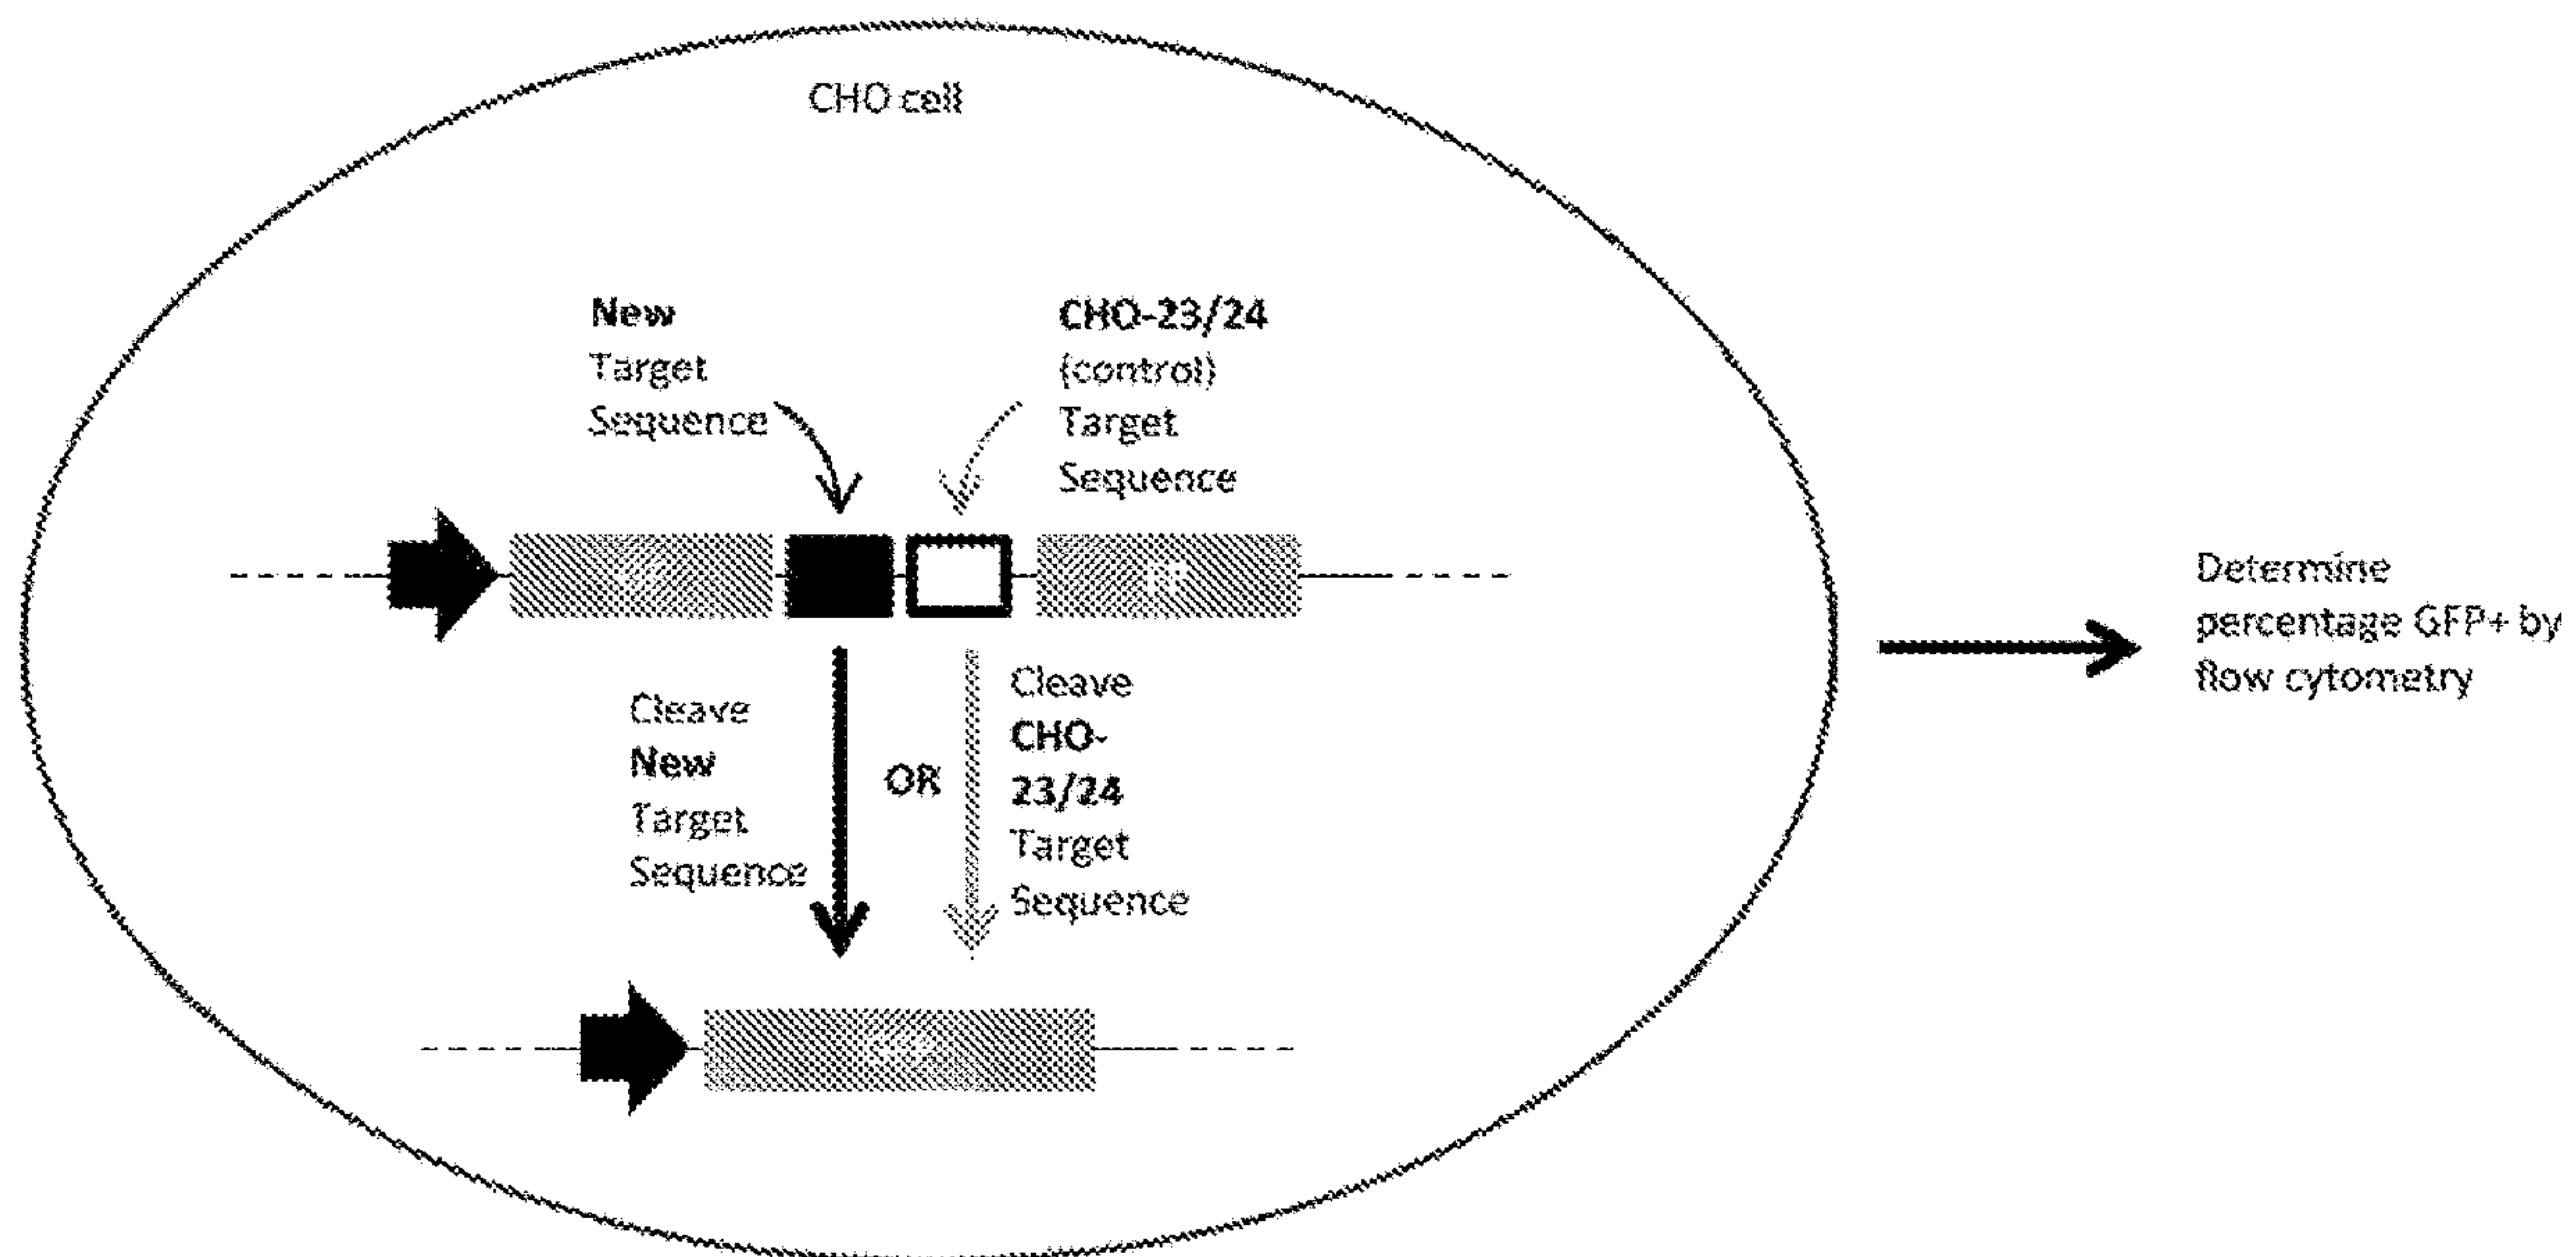 CHO cell
New
Target
Sequence
CHO-23/24
(control)
Target
Sequence
Cleave
New
Target
Sequence
OR
Cleave
CHO-
23/24
Target
Sequence
Determine
percentage GFP+ by
flow cytometry